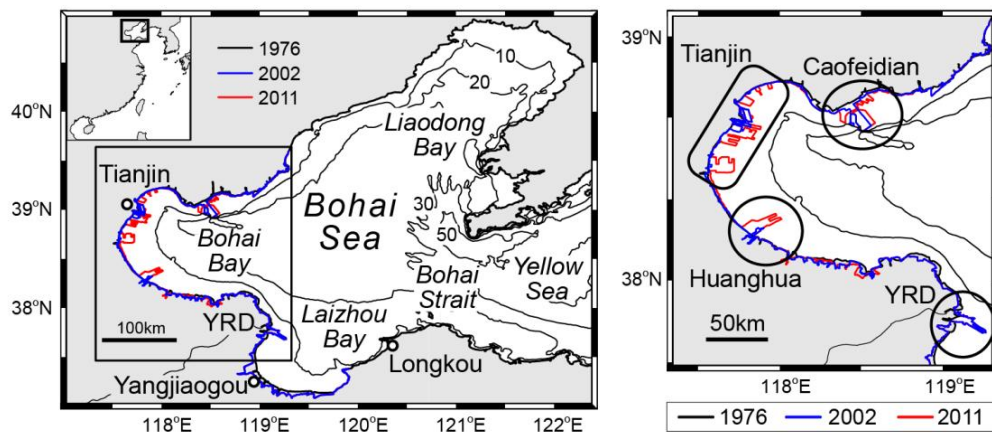 1976
2002
2011
10
20
Liaodong
Bay
40°N
Tianjin
39°N
30
50
Bohai
Sea
Bohai
Bay
Bohai
Strait
Yellow
Sea
38°N
100km
YRD
Laizhou
Bay
Longkou
Yangjiaogou
118°E
119°E
120°E
121°E
122°E
39°N
Tianjin
Caofeidian
38°N
Huanghua
YRD
50km
118°E
119°E
1976
2002
2011